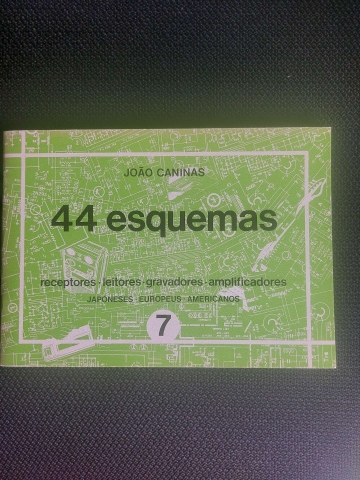 JOÃO CANINAS
44 esquemas
receptores · leitores · gravadores · amplificadores
JAPONESES · EUROPEUS · AMERICANOS
7